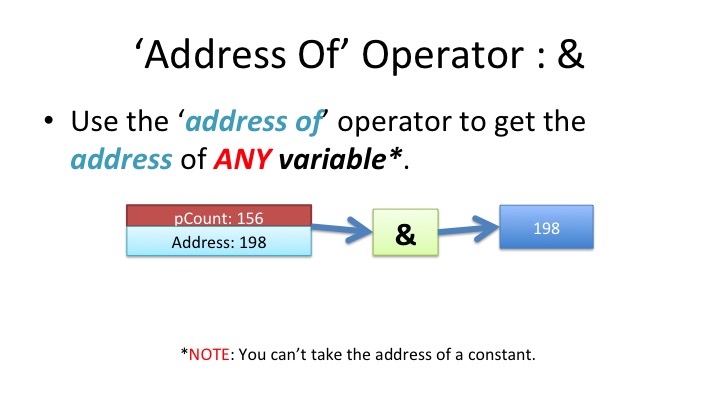 ‘Address Of’ Operator : &
• Use the ‘address of’ operator to get the
address of ANY variable*.
pCount: 156
Address: 198
&
198
*NOTE: You can’t take the address of a constant.